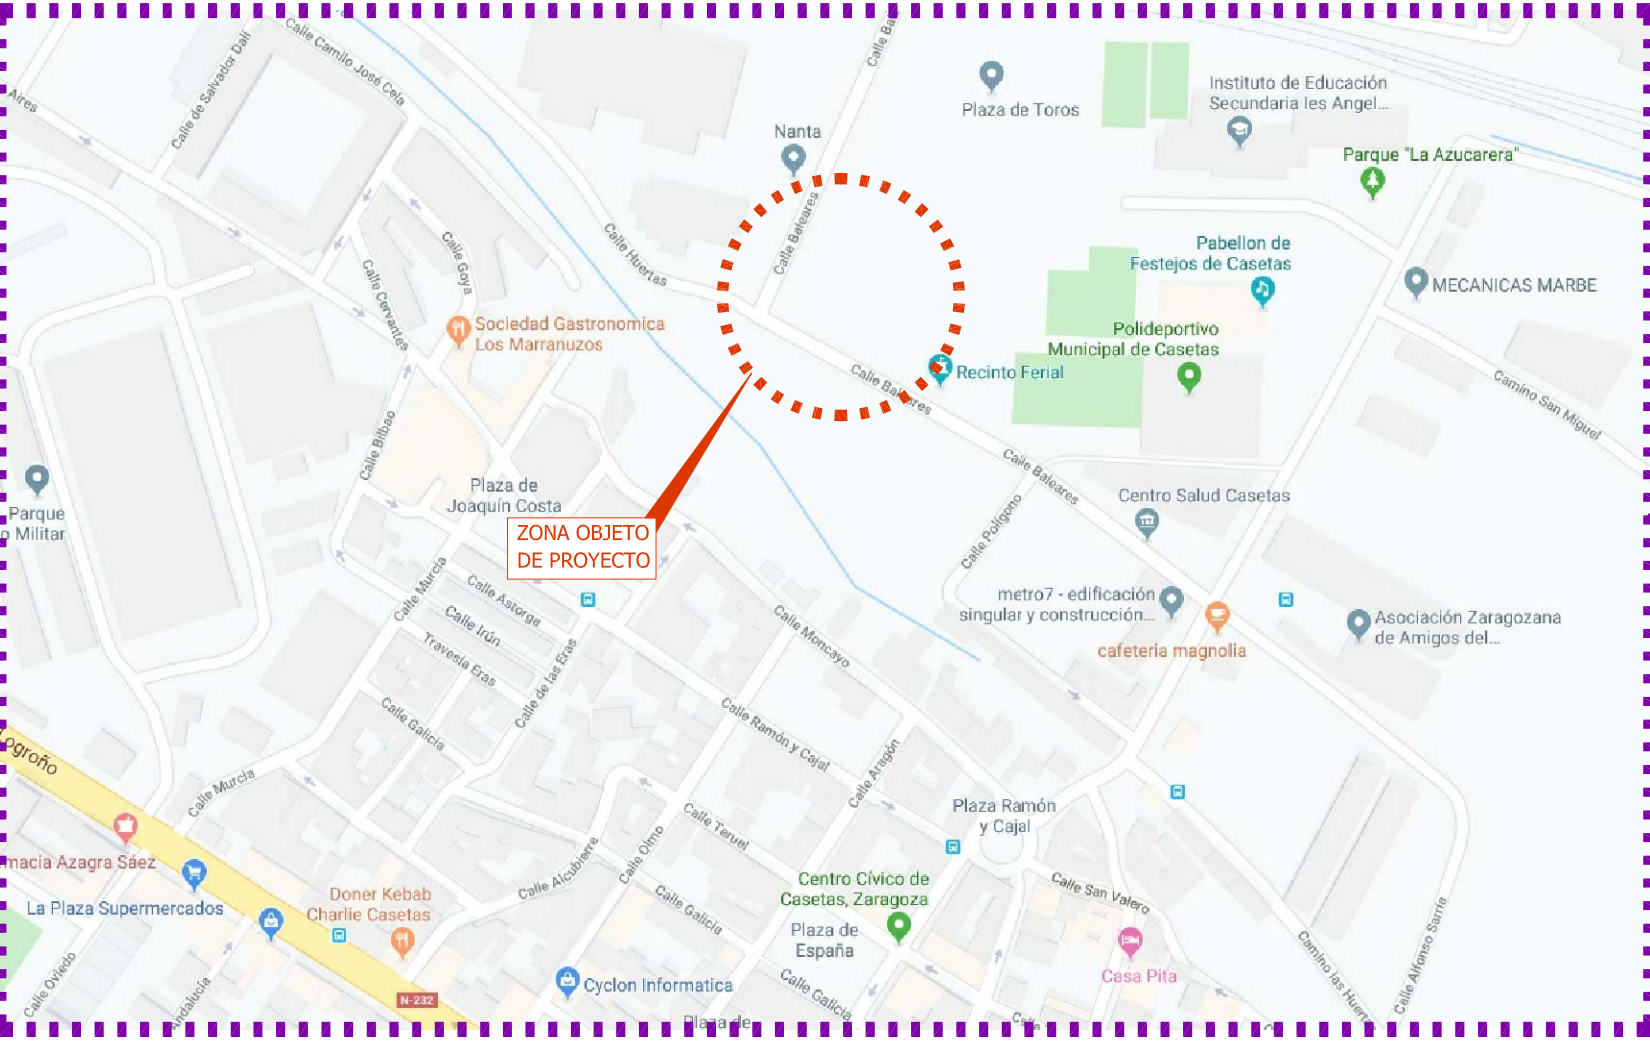 Calle Camilo José Cela
Calle de Salvador Dalí
Aires
Calle Ba
Plaza de Toros
Instituto de Educación
Secundaria Ies Angel...
Nanta
Parque "La Azucarera"
Calle Baleares
Calle Huertas
Calle Goya
Calle Cervantes
Pabellon de
Festejos de Casetas
MECANICAS MARBE
Sociedad Gastronomica
Los Marranuzos
Polideportivo
Municipal de Casetas
Recinto Ferial
Calle Baleares
Camino San Miguel
Calle Bilbao
Calle Baleares
Plaza de
Joaquín Costa
Parque
o Militar
ZONA OBJETO
DE PROYECTO
Centro Salud Casetas
Calle Polígono
Calle Murcia
Calle Astorga
Calle Irún
Travesía Eras
Calle de las Eras
Calle Moncayo
metro7 - edificación
singular y construcción...
cafeteria magnolia
Asociación Zaragozana
de Amigos del...
Calle Galicia
Calle Ramón y Cajal
Calle Aragón
ogroño
Calle Murcia
Plaza Ramón
y Cajal
Calle Teruel
Calle Olmo
Calle Alcubierre
macia Azagra Sáez
La Plaza Supermercados
Doner Kebab
Charlie Casetas
Calle Galicia
Centro Cívico de
Casetas, Zaragoza
Plaza de
España
Calle San Valero
Casa Pita
Camino las Huert
Calle Alfonso Sarría
Calle Oviedo
Andalucía
N-232
Cyclon Informatica
Calle Galicia
Plaza de